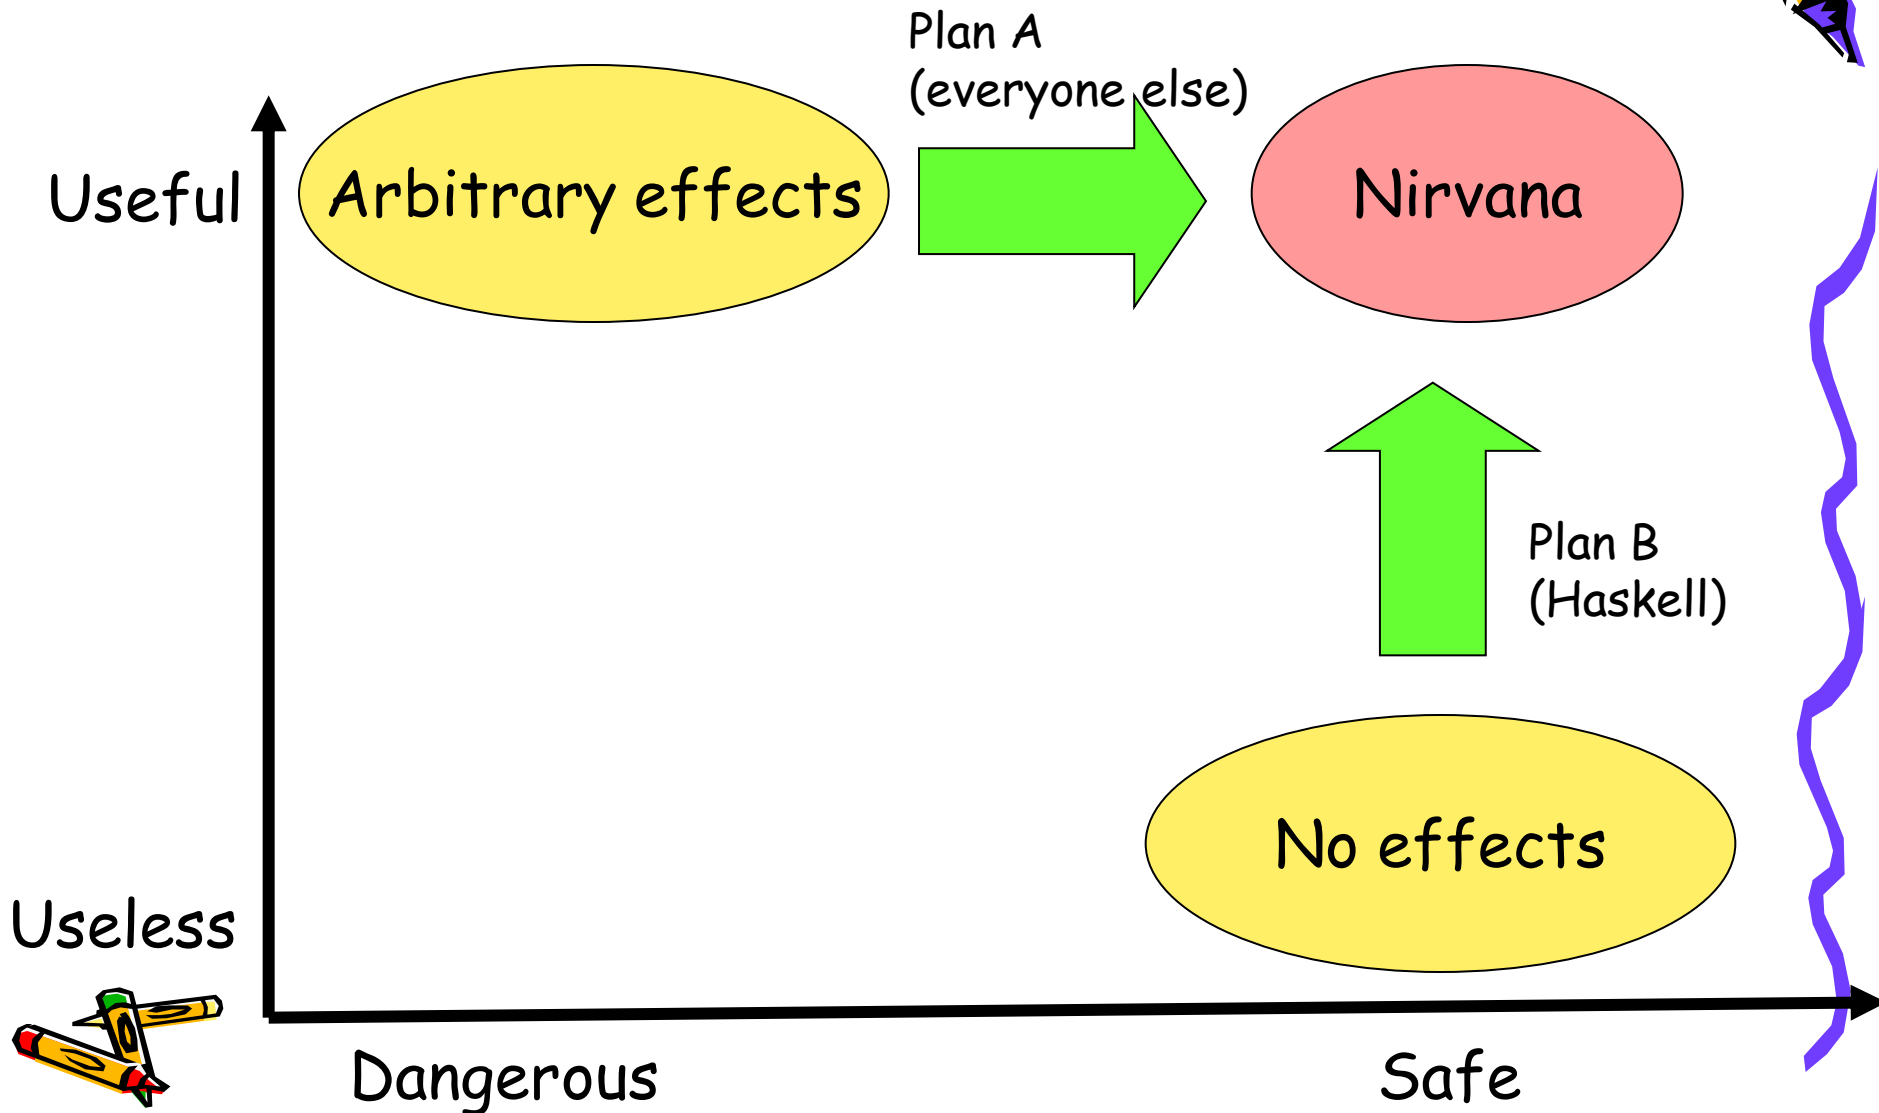 Plan A
(everyone else)
Useful
Arbitrary effects
Nirvana
Plan B
(Haskell)
No effects
Useless
Dangerous
Safe